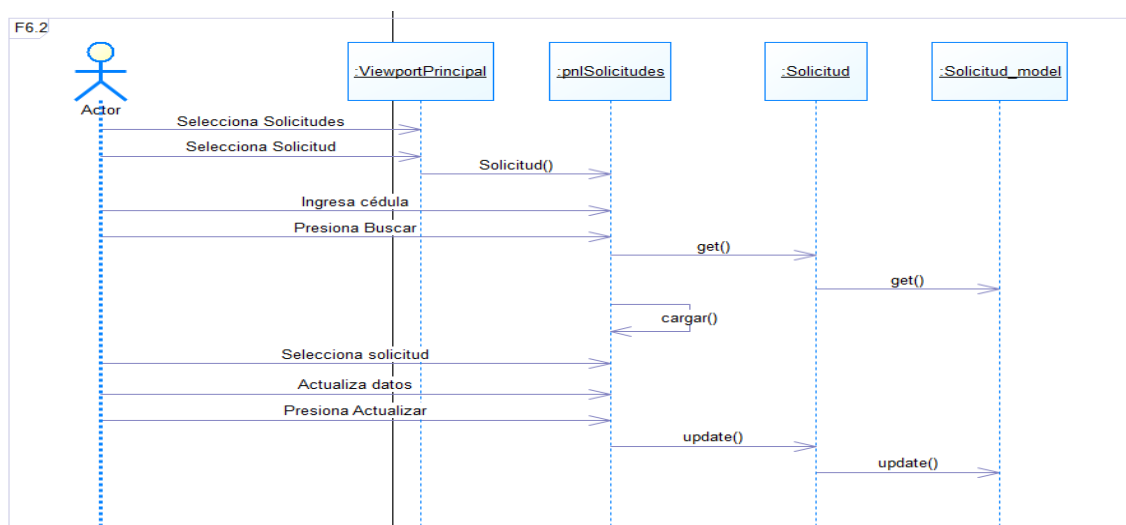 F6.2
:ViewportPrincipal
:pnlSolicitudes
:Solicitud
:Solicitud_model
Actor
Selecciona Solicitudes
Selecciona Solicitud
Solicitud()
Ingresa cédula
Presiona Buscar
get()
get()
cargar()
Selecciona solicitud
Actualiza datos
Presiona Actualizar
update()
update()